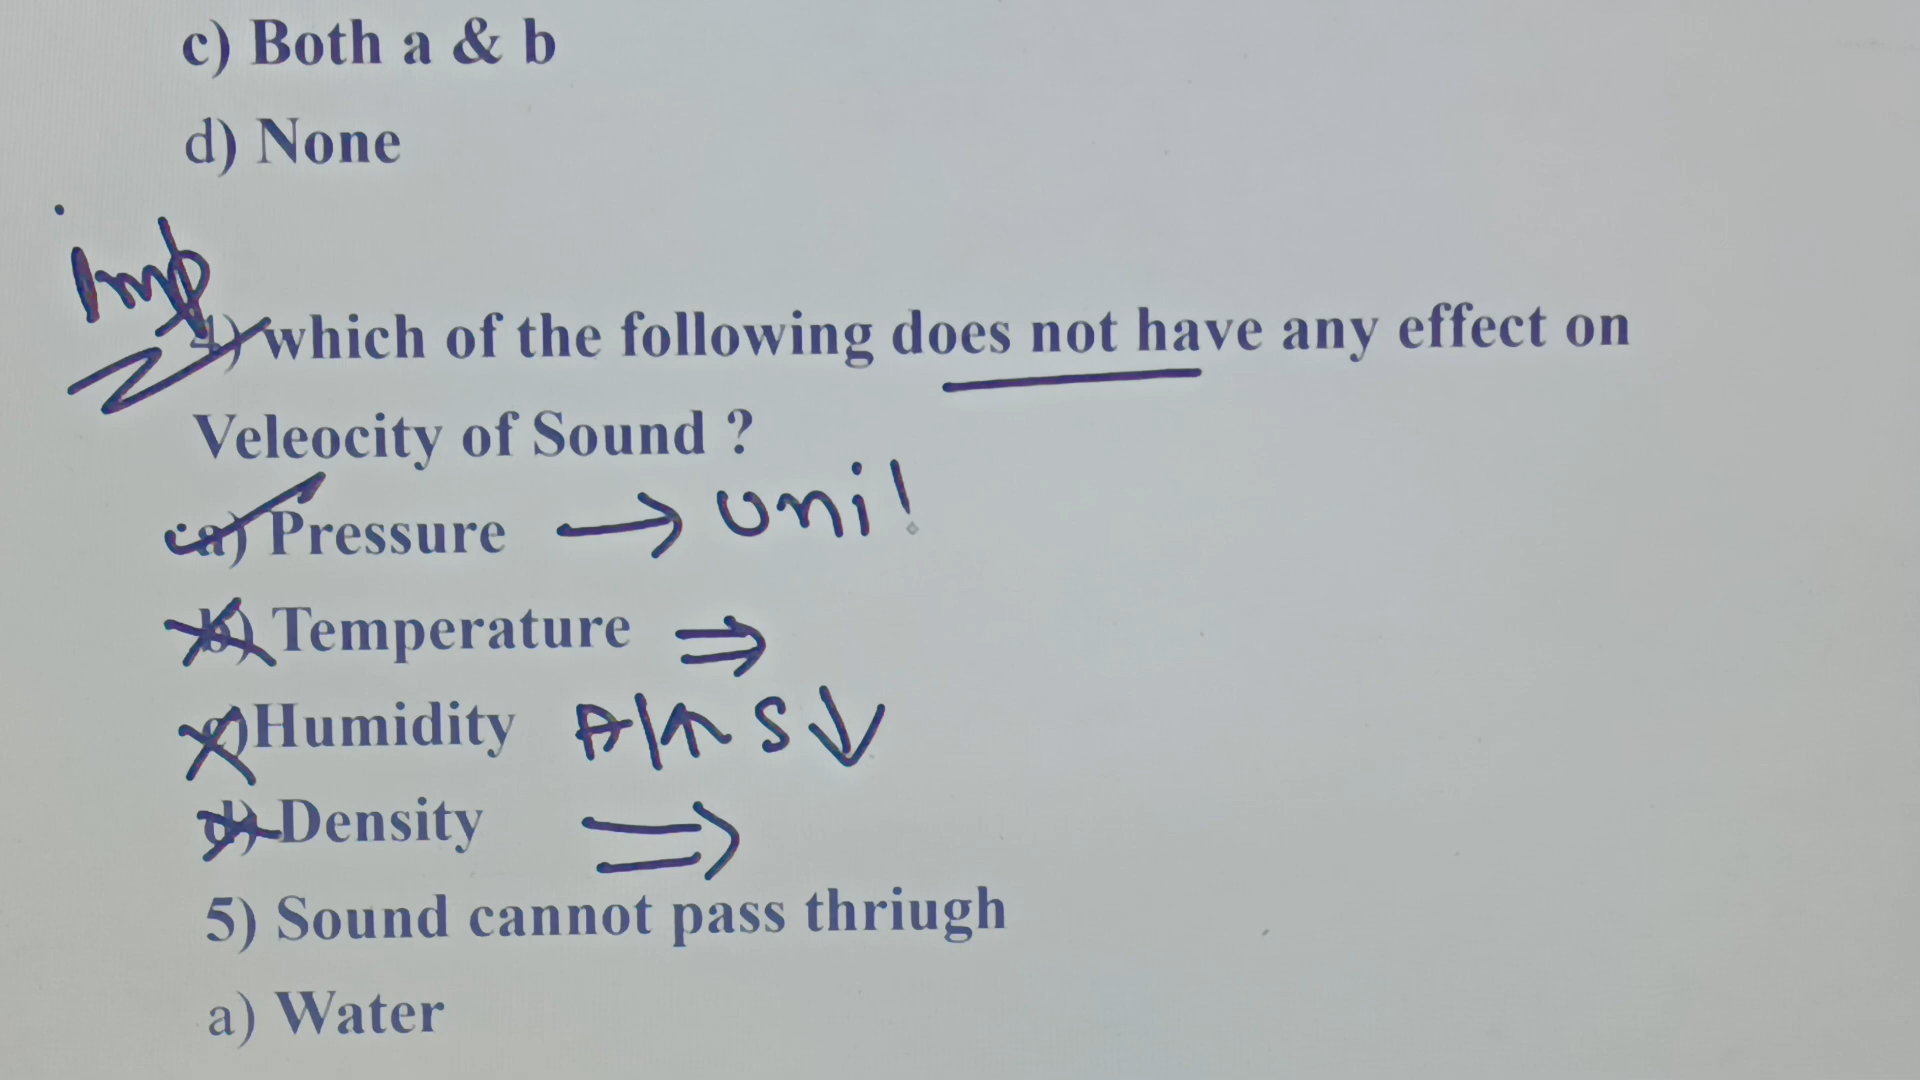 c) Both a & b
d) None
imp
4) which of the following does not have any effect on
Veleocity of Sound ?
a) Pressure → uni!
b) Temperature ⇒
c) Humidity A/↑ S↓
d) Density ⇒
5) Sound cannot pass thriugh
a) Water